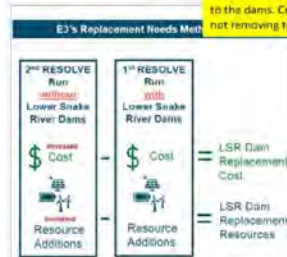 to the dams. C
not removing t
E3's Replacement Needs Meth
2nd RESOLVE
Run
without
Lower Snake
River Dams
1st RESOLVE
Run
with
Lower Snake
River Dams
$ Cost
-
$ Cost
=
LSR Dam
Replacement
Cost
Resource
Additions
-
Resource
Additions
=
LSR Dam
Replacement
Resources